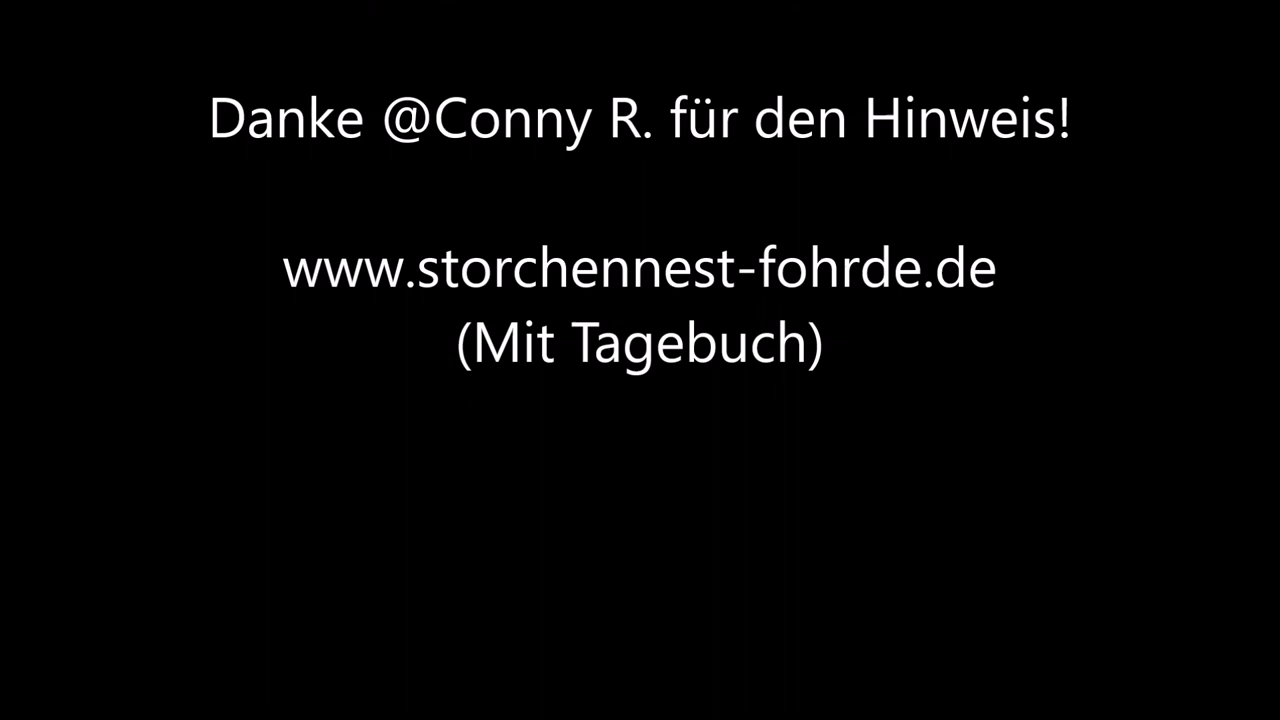 Danke @Conny R. für den Hinweis!
www.storchennest-fohrde.de
(Mit Tagebuch)